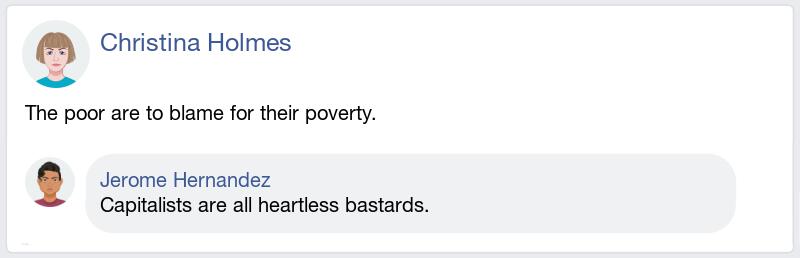 Christina Holmes
The poor are to blame for their poverty.
Jerome Hernandez
Capitalists are all heartless bastards.